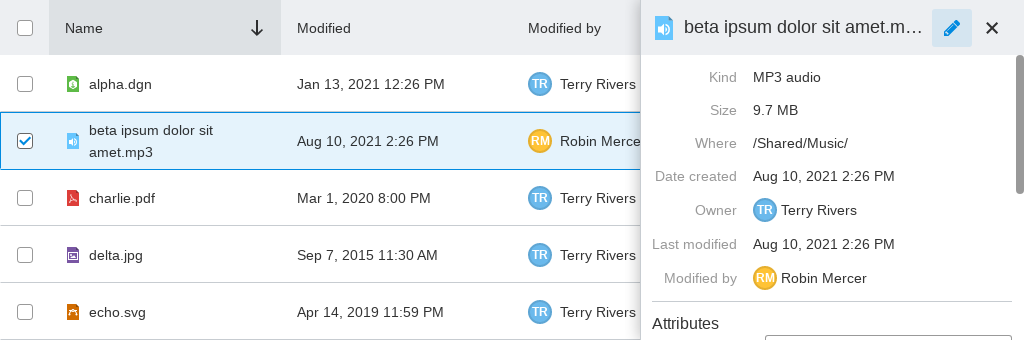 Name
Modified
Modified by
alpha.dgn
Jan 13, 2021 12:26 PM
TR
Terry Rivers
beta ipsum dolor sit
amet.mp3
Aug 10, 2021 2:26 PM
RM
Robin Merce
charlie.pdf
Mar 1, 2020 8:00 PM
TR
Terry Rivers
delta.jpg
Sep 7, 2015 11:30 AM
TR
Terry Rivers
echo.svg
Apr 14, 2019 11:59 PM
TR
Terry Rivers
beta ipsum dolor sit amet.m...
Kind
MP3 audio
Size
9.7 MB
Where
/Shared/Music/
Date created
Aug 10, 2021 2:26 PM
Owner
TR
Terry Rivers
Last modified
Aug 10, 2021 2:26 PM
Modified by
RM
Robin Mercer
Attributes